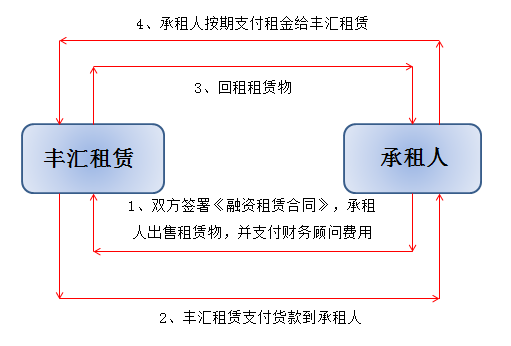 4、承租人按期支付租金给丰汇租赁
3、回租租赁物
丰汇租赁
承租人
1、双方签署《融资租赁合同》，承租
人出售租赁物，并支付财务顾问费用
2、丰汇租赁支付货款到承租人